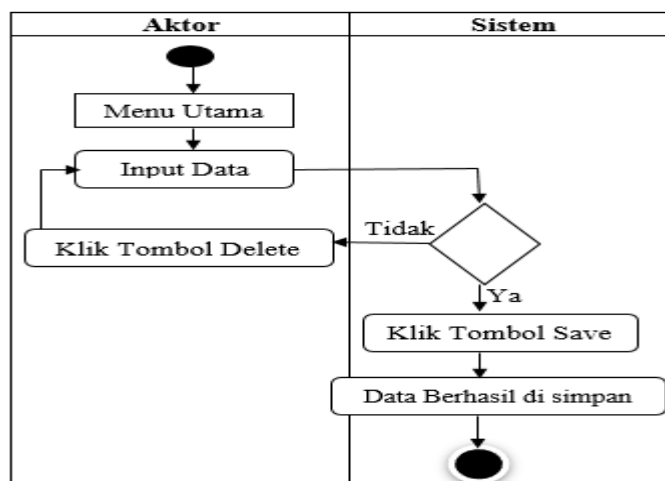 Aktor
Sistem
Menu Utama
Input Data
Tidak
Klik Tombol Delete
Ya
Klik Tombol Save
Data Berhasil di simpan